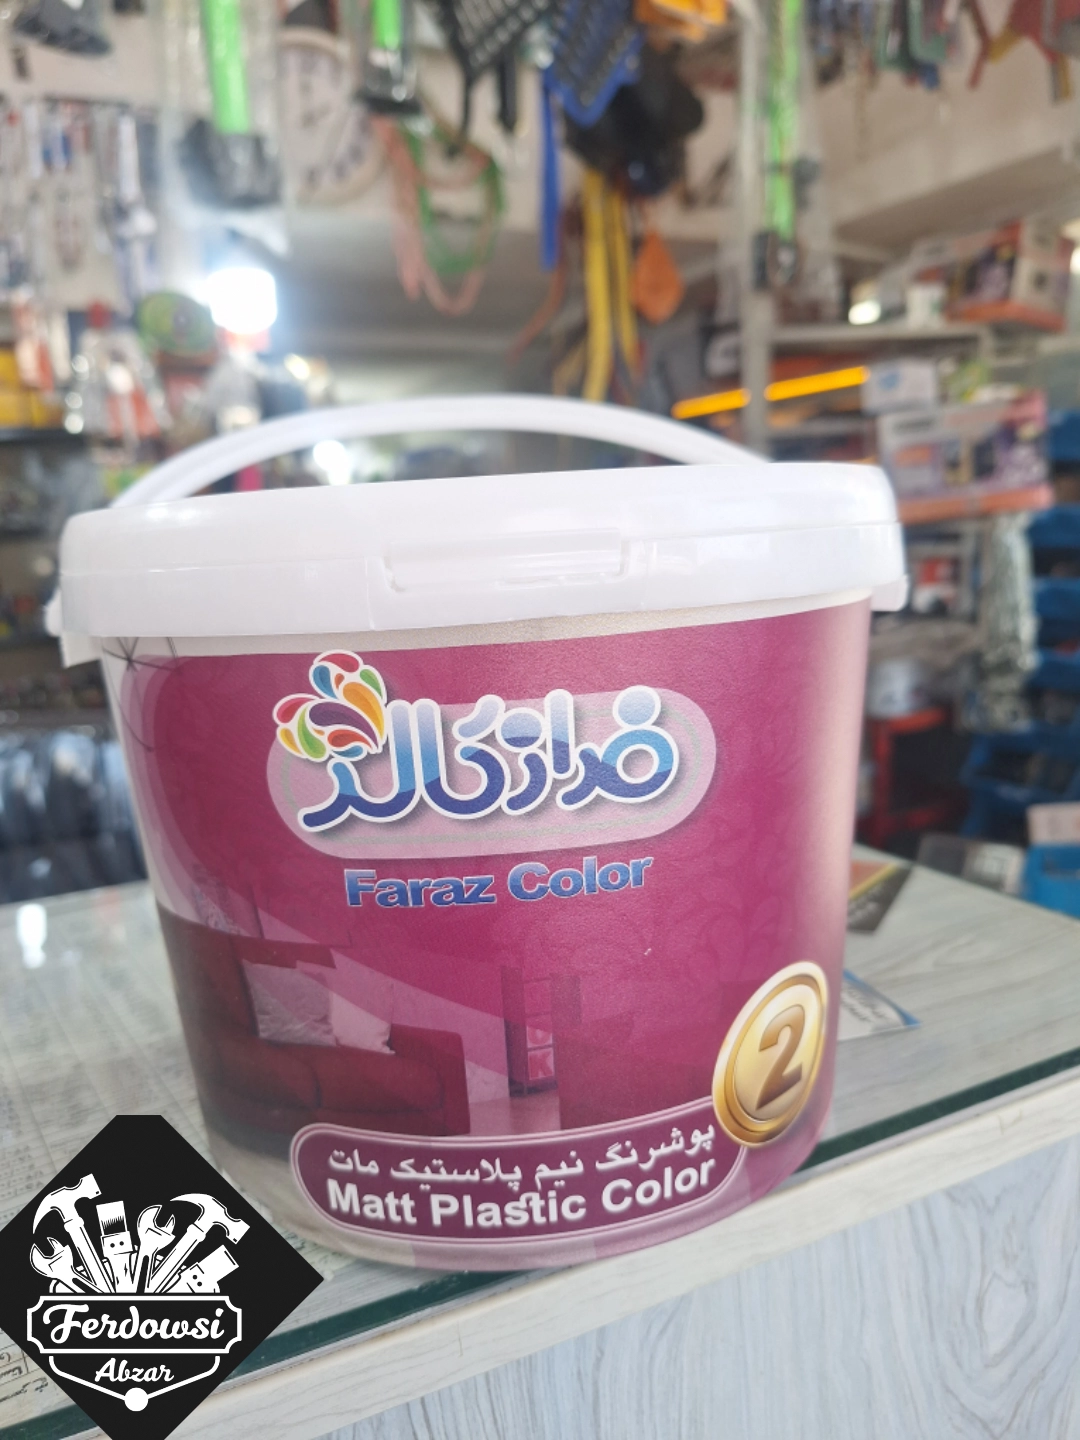 فرازکالر
Faraz Color
2
پوشرنگ نیم پلاستیک مات
Matt Plastic Color
Ferdowsi
Abzar